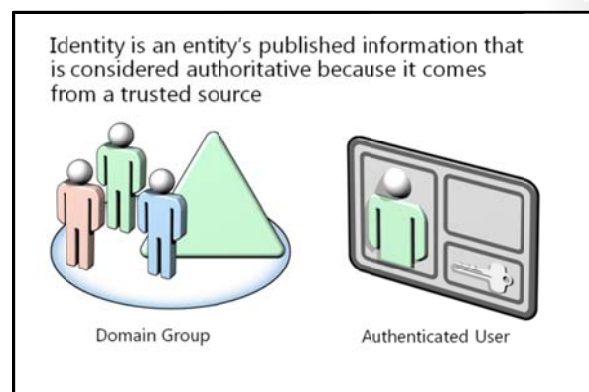 Identity is an entity's published information that
is considered authoritative because it comes
from a trusted source
Domain Group
Authenticated User